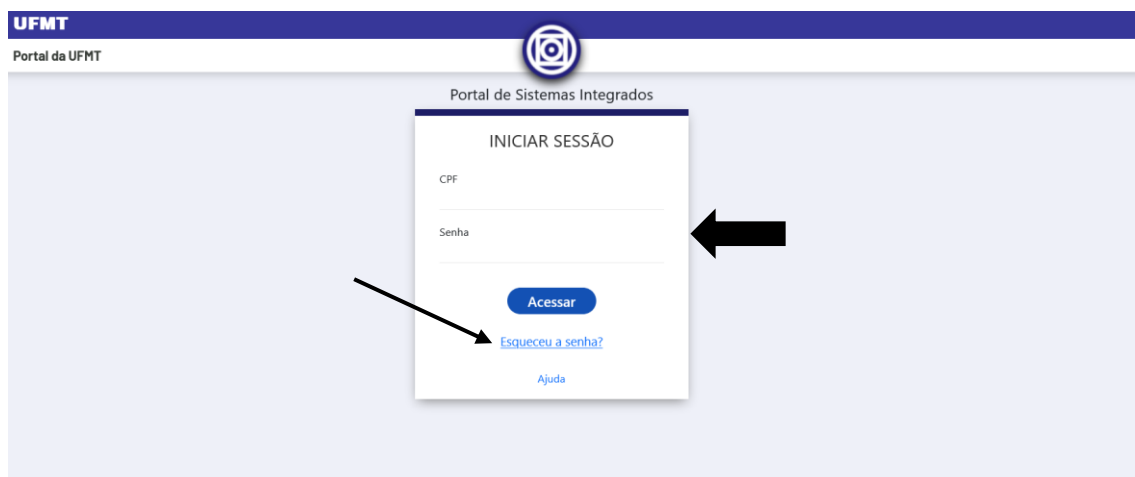 UFMT
Portal da UFMT
Portal de Sistemas Integrados
INICIAR SESSÃO
CPF
Senha
Acessar
Esqueceu a senha?
Ajuda